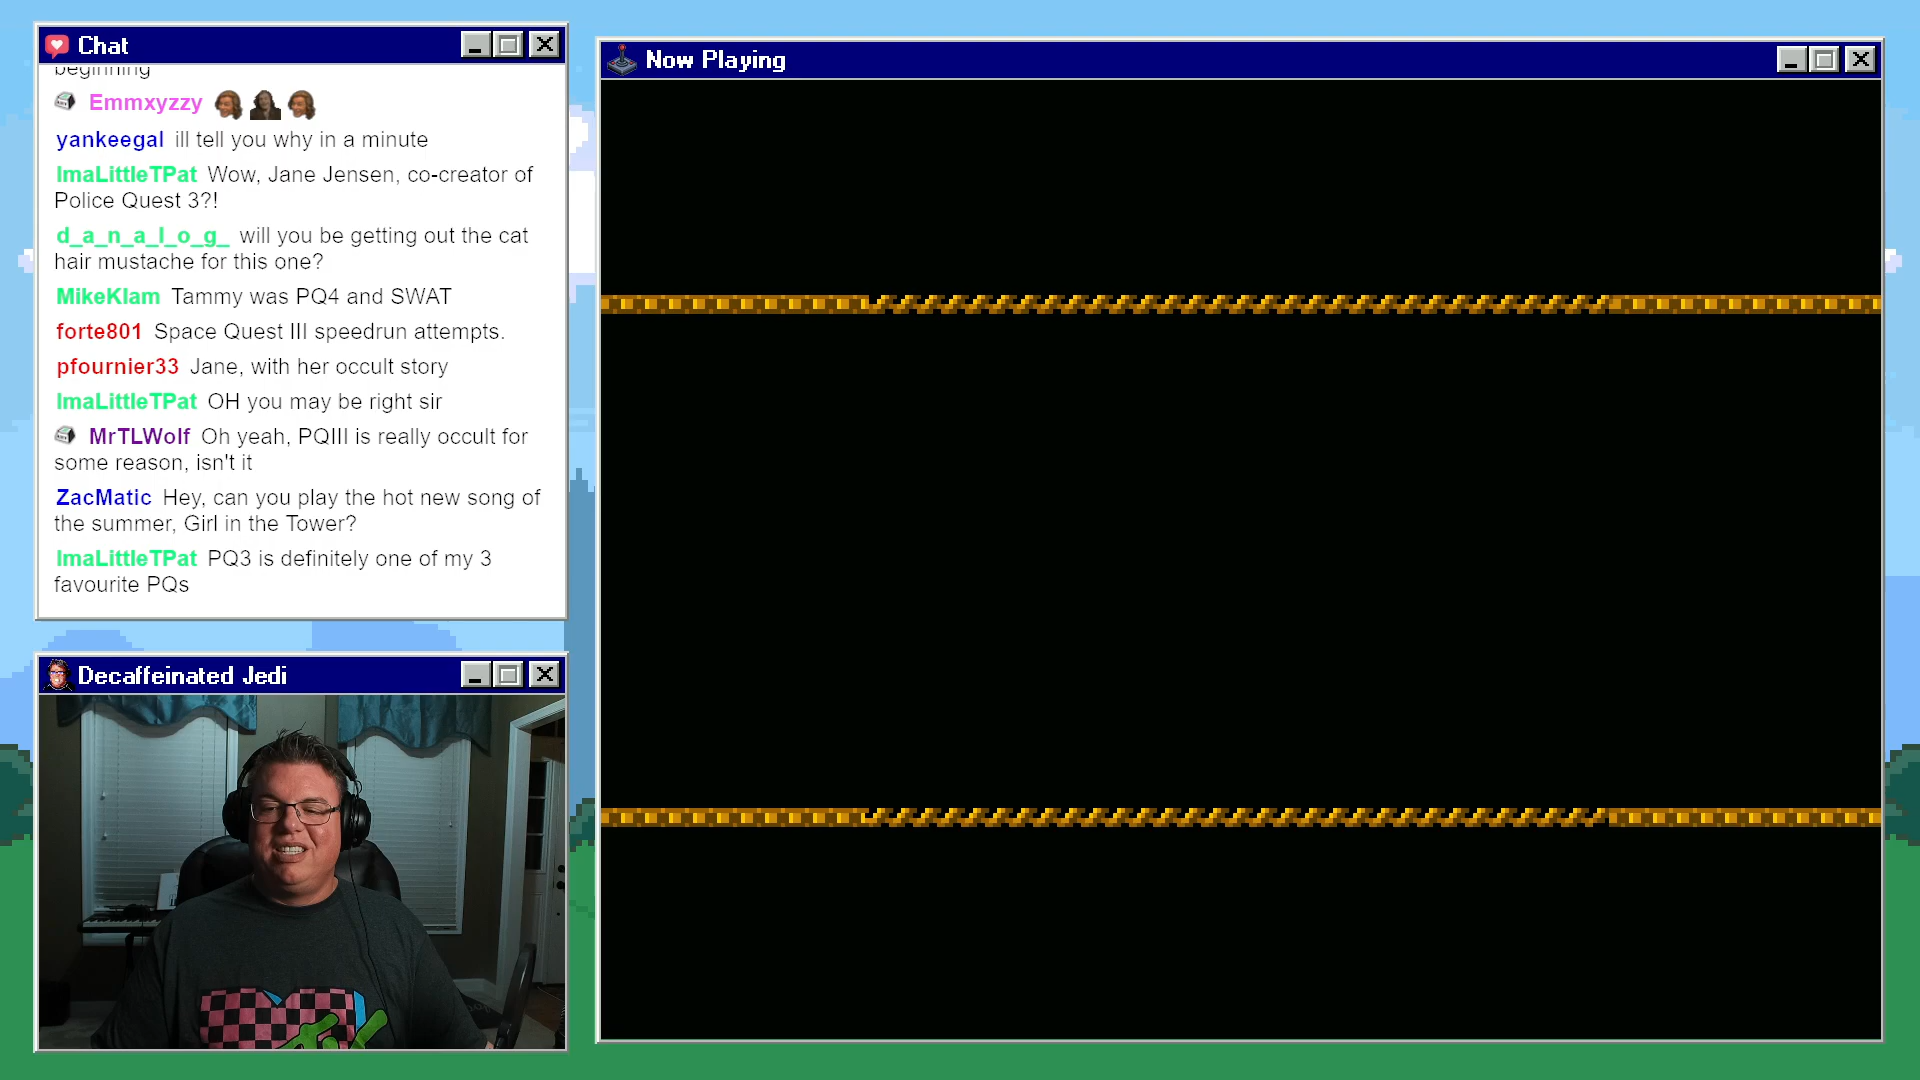 Chat
beginning
Emmxyzzy
yankeegal ill tell you why in a minute
ImaLittleTPat Wow, Jane Jensen, co-creator of
Police Quest 3?!
d_a_n_a_l_o_g_ will you be getting out the cat
hair mustache for this one?
MikeKlam Tammy was PQ4 and SWAT
forte801 Space Quest III speedrun attempts.
pfournier33 Jane, with her occult story
ImaLittleTPat OH you may be right sir
MrTLWolf Oh yeah, PQIII is really occult for
some reason, isn't it
ZacMatic Hey, can you play the hot new song of
the summer, Girl in the Tower?
ImaLittleTPat PQ3 is definitely one of my 3
favourite PQs
Decaffeinated Jedi
Now Playing